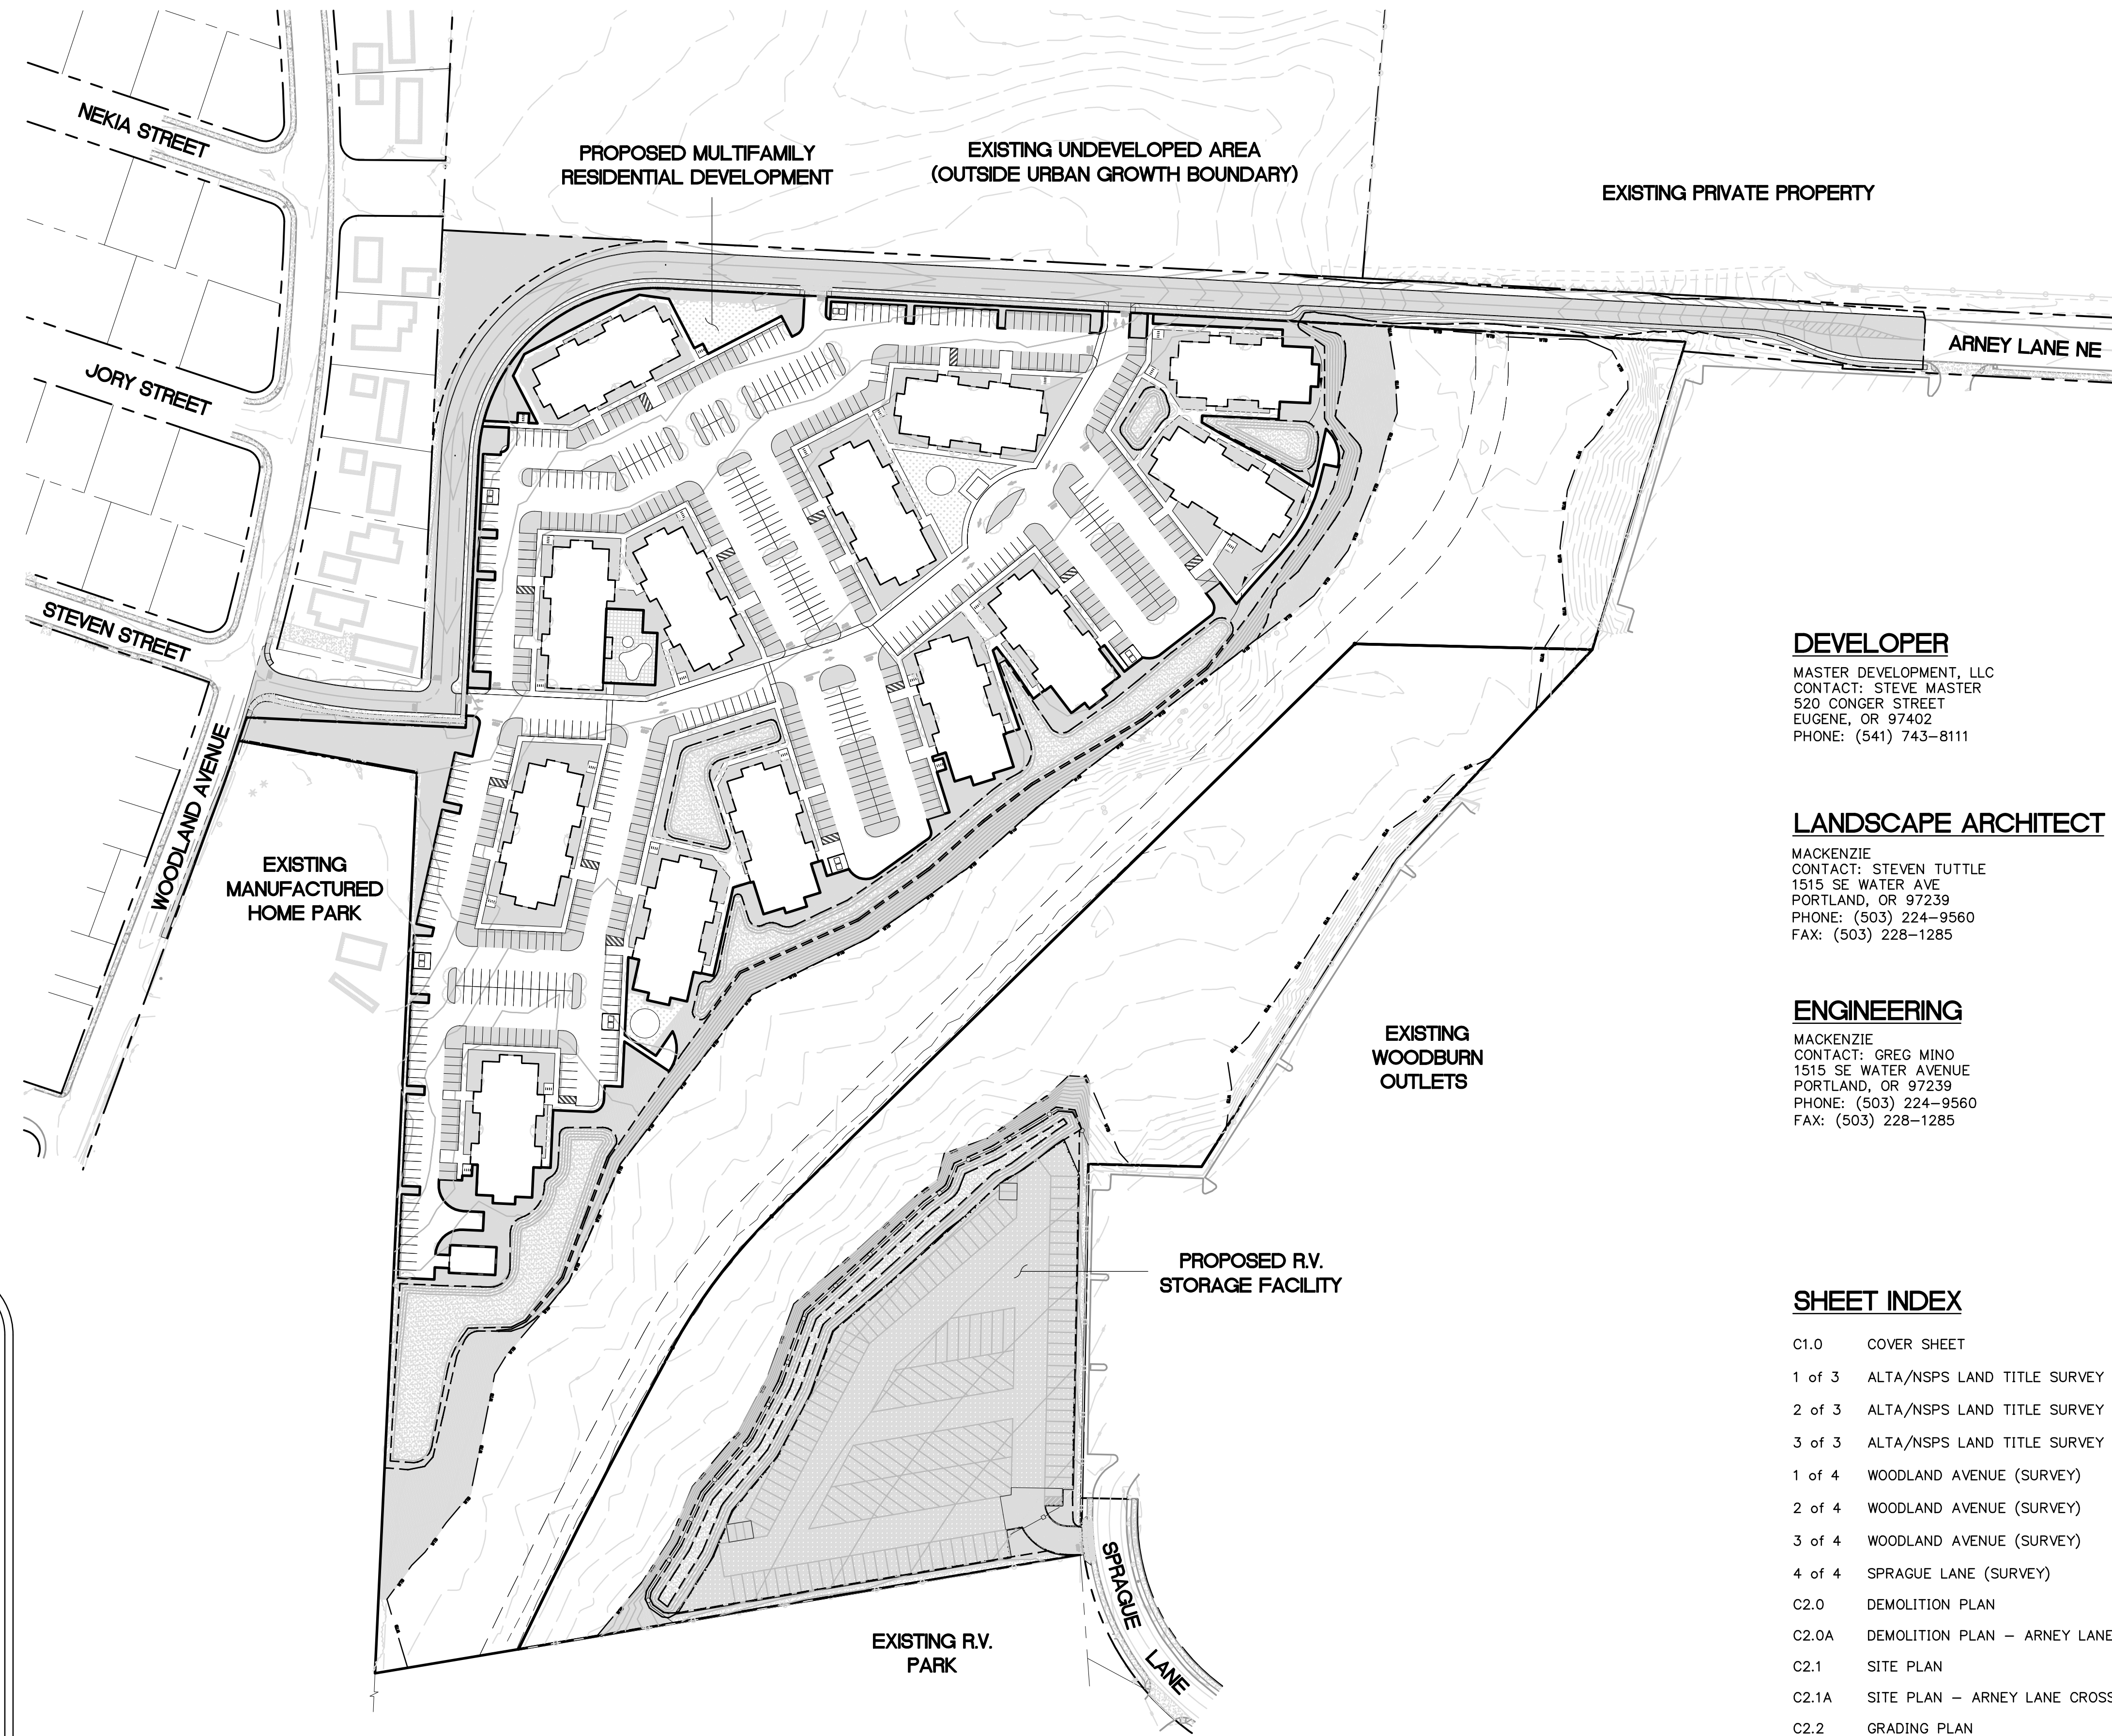 NEKIA STREET
PROPOSED MULTIFAMILY
RESIDENTIAL DEVELOPMENT
EXISTING UNDEVELOPED AREA
(OUTSIDE URBAN GROWTH BOUNDARY)
EXISTING PRIVATE PROPERTY
ARNEY LANE NE
JORY STREET
STEVEN STREET
WOODLAND AVENUE
EXISTING
MANUFACTURED
HOME PARK
EXISTING
WOODBURN
OUTLETS
PROPOSED R.V.
STORAGE FACILITY
EXISTING R.V.
PARK
SPRAGUE LANE
DEVELOPER
MASTER DEVELOPMENT, LLC
CONTACT: STEVE MASTER
520 CONGER STREET
EUGENE, OR 97402
PHONE: (541) 743–8111
LANDSCAPE ARCHITECT
MACKENZIE
CONTACT: STEVEN TUTTLE
1515 SE WATER AVE
PORTLAND, OR 97239
PHONE: (503) 224–9560
FAX: (503) 228–1285
ENGINEERING
MACKENZIE
CONTACT: GREG MINO
1515 SE WATER AVENUE
PORTLAND, OR 97239
PHONE: (503) 224–9560
FAX: (503) 228–1285
SHEET INDEX
C1.0 COVER SHEET
1 of 3 ALTA/NSPS LAND TITLE SURVEY
2 of 3 ALTA/NSPS LAND TITLE SURVEY
3 of 3 ALTA/NSPS LAND TITLE SURVEY
1 of 4 WOODLAND AVENUE (SURVEY)
2 of 4 WOODLAND AVENUE (SURVEY)
3 of 4 WOODLAND AVENUE (SURVEY)
4 of 4 SPRAGUE LANE (SURVEY)
C2.0 DEMOLITION PLAN
C2.0A DEMOLITION PLAN – ARNEY LANE
C2.1 SITE PLAN
C2.1A SITE PLAN – ARNEY LANE CROSS
C2.2 GRADING PLAN